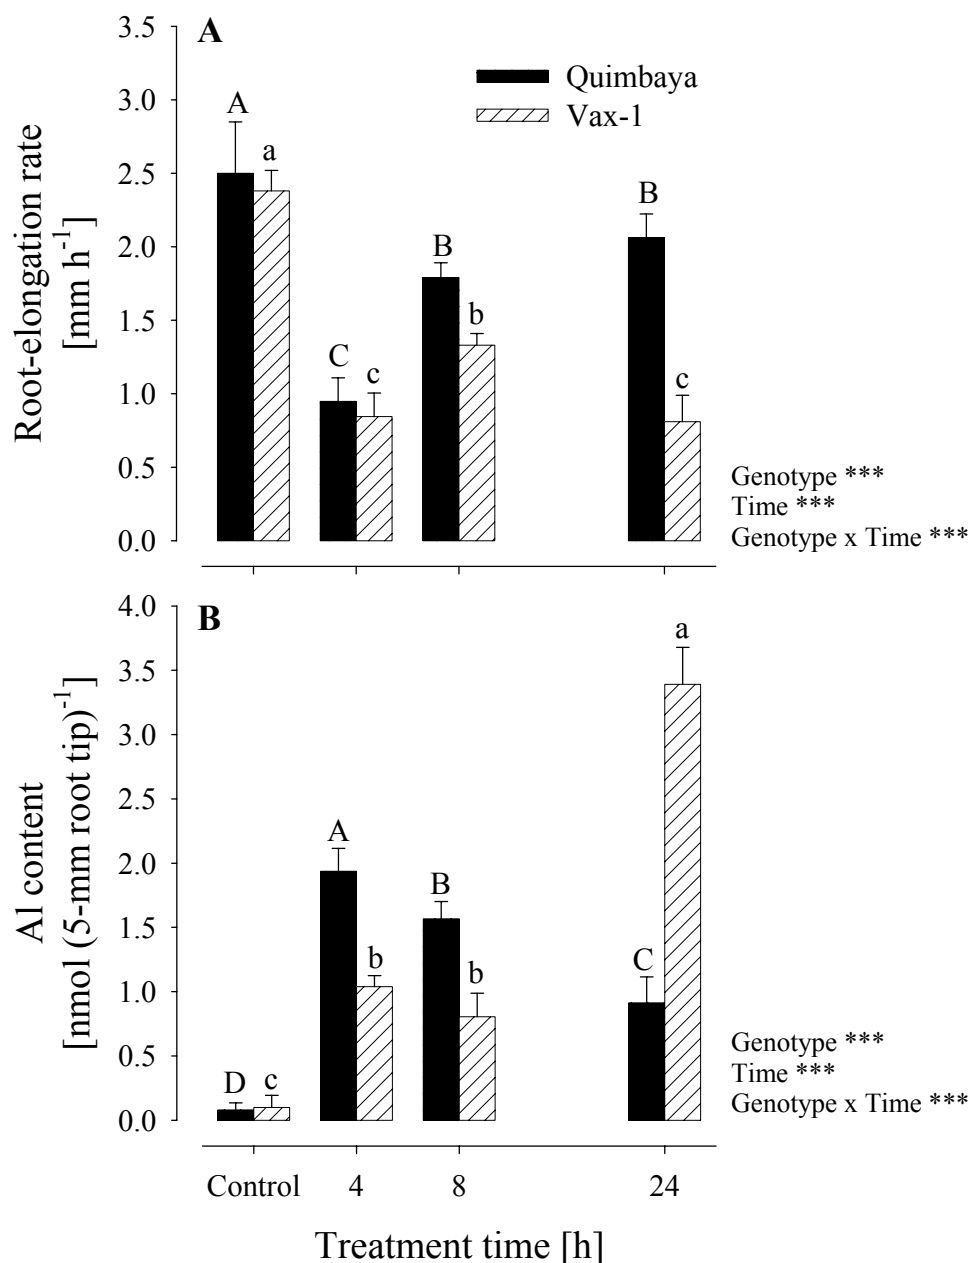 A
3.5
3.0
2.5
2.0
1.5
1.0
0.5
0.0
Root-elongation rate
[mm h-1]
Quimbaya
Vax-1
A
a
C
c
B
b
B
c
Genotype ***
Time ***
Genotype x Time ***
B
4.0
3.5
3.0
2.5
2.0
1.5
1.0
0.5
0.0
Al content
[nmol (5-mm root tip)-1]
D
c
A
b
B
b
C
a
Genotype ***
Time ***
Genotype x Time ***
Control
4
8
24
Treatment time [h]